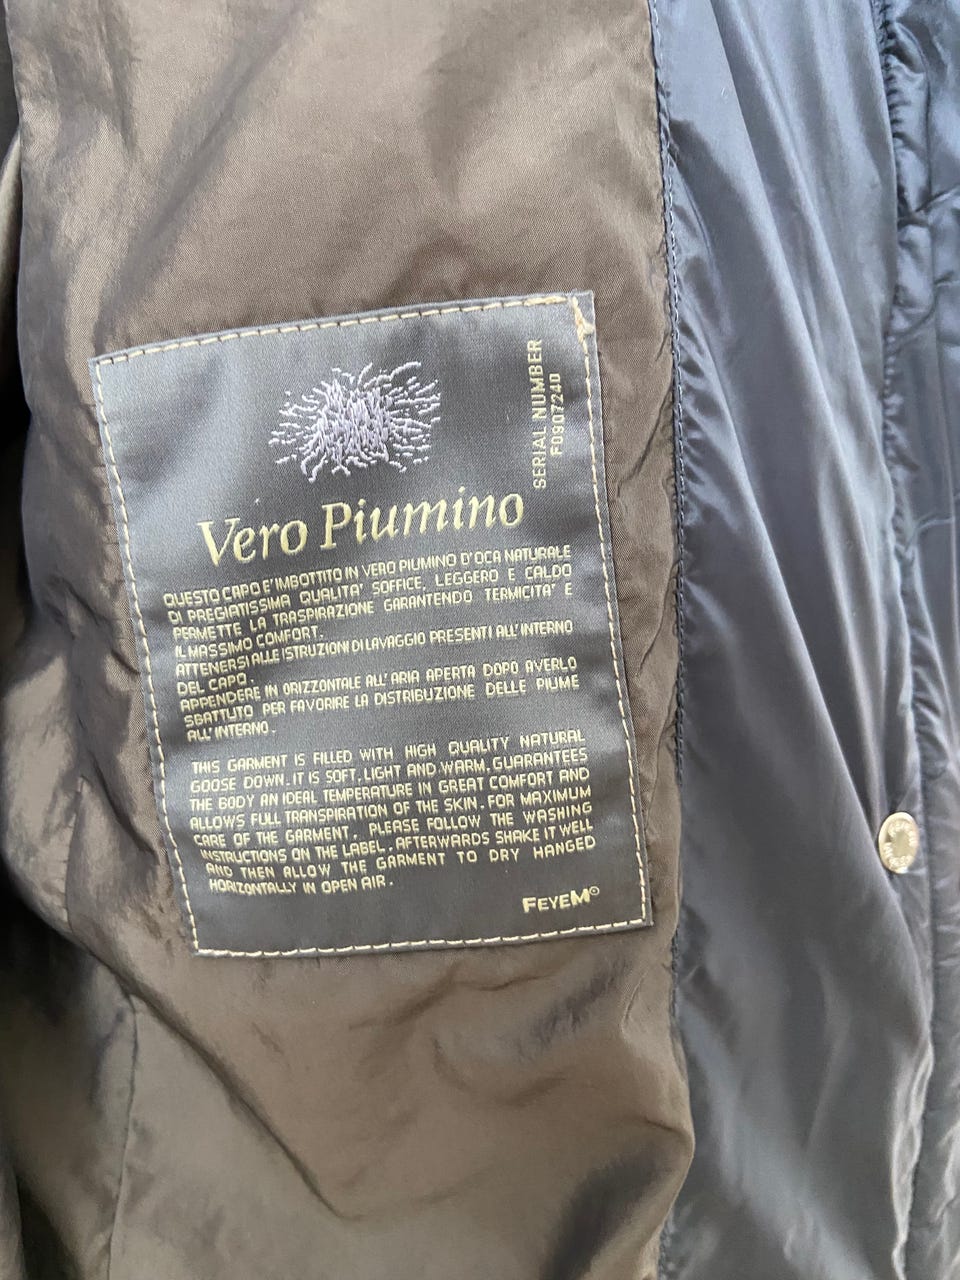 SERIAL NUMBER
F0907240
Vero Piumino
QUESTO CAPO E' IMBOTTITO IN VERO PIUMINO D'OCA NATURALE
DI PREGIATISSIMA QUALITA' SOFFICE, LEGGERO E CALDO
PERMETTE LA TRASPIRAZIONE GARANTENDO TERMICITA' E
IL MASSIMO COMFORT.
ATTENERSI ALLE ISTRUZIONI DI LAVAGGIO PRESENTI ALL'INTERNO
DEL CAPO.
APPENDERE IN ORIZZONTALE ALL'ARIA APERTA DOPO AVERLO
SBATTUTO PER FAVORIRE LA DISTRIBUZIONE DELLE PIUME
ALL'INTERNO.
THIS GARMENT IS FILLED WITH HIGH QUALITY NATURAL
GOOSE DOWN. IT IS SOFT, LIGHT AND WARM, GUARANTEES
THE BODY AN IDEAL TEMPERATURE IN GREAT COMFORT AND
ALLOWS FULL TRANSPIRATION OF THE SKIN. FOR MAXIMUM
CARE OF THE GARMENT, PLEASE FOLLOW THE WASHING
INSTRUCTIONS ON THE LABEL. AFTERWARDS SHAKE IT WELL
AND THEN ALLOW THE GARMENT TO DRY HANGED
HORIZONTALLY IN OPEN AIR.
FEYEM©